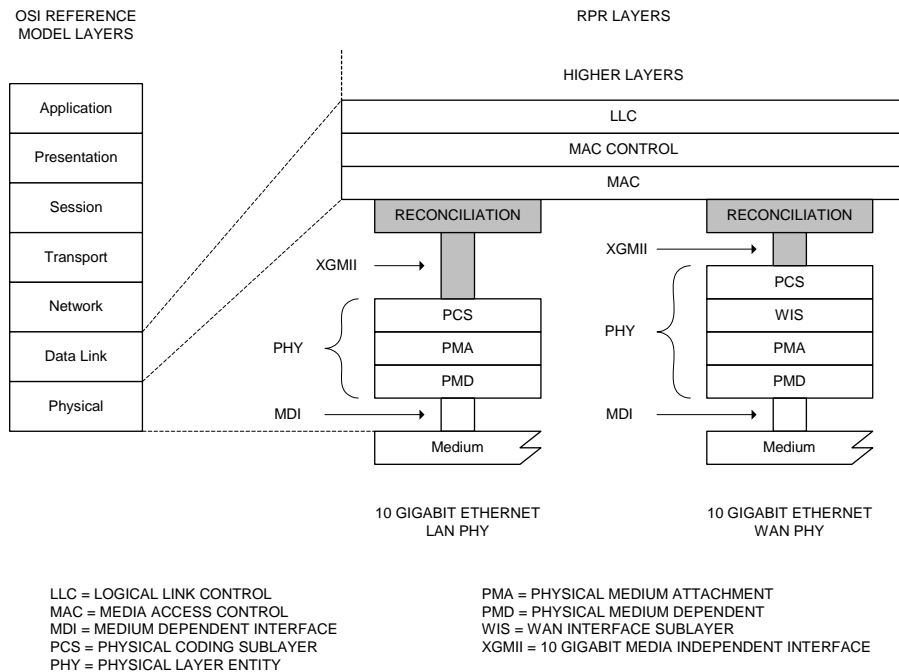 OSI REFERENCE
MODEL LAYERS
RPR LAYERS
HIGHER LAYERS
Application
Presentation
Session
Transport
Network
Data Link
Physical
LLC
MAC CONTROL
MAC
RECONCILIATION
XGMII
PHY
PCS
PMA
PMD
MDI
Medium
10 GIGABIT ETHERNET
LAN PHY
RECONCILIATION
XGMII
PHY
PCS
WIS
PMA
PMD
MDI
Medium
10 GIGABIT ETHERNET
WAN PHY
LLC = LOGICAL LINK CONTROL
MAC = MEDIA ACCESS CONTROL
MDI = MEDIUM DEPENDENT INTERFACE
PCS = PHYSICAL CODING SUBLAYER
PHY = PHYSICAL LAYER ENTITY
PMA = PHYSICAL MEDIUM ATTACHMENT
PMD = PHYSICAL MEDIUM DEPENDENT
WIS = WAN INTERFACE SUBLAYER
XGMII = 10 GIGABIT MEDIA INDEPENDENT INTERFACE